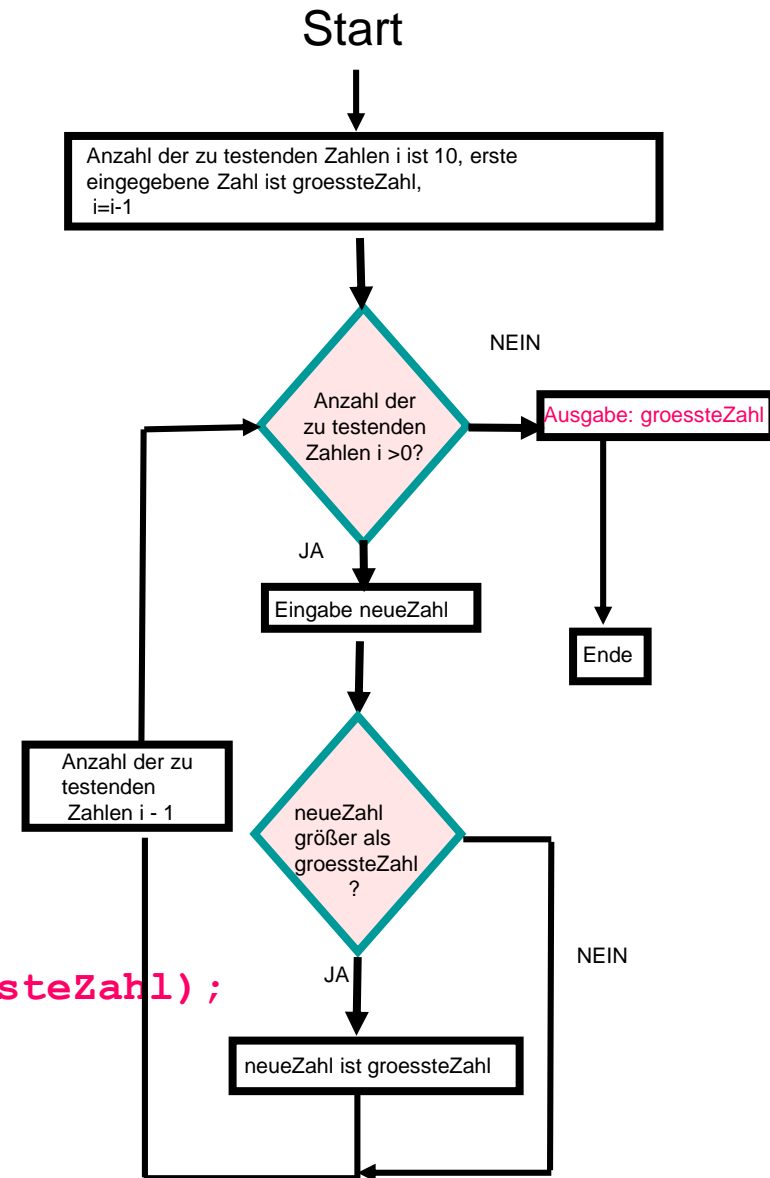 Start
Anzahl der zu testenden Zahlen i ist 10, erste
eingegebene Zahl ist groessteZahl,
i=i-1
NEIN
Anzahl der
zu testenden
Zahlen i >0?
Ausgabe: groessteZahl
JA
Eingabe neueZahl
Ende
Anzahl der zu
testenden
Zahlen i - 1
neueZahl
größer als
groessteZahl
?
NEIN
JA
steZahl);
neueZahl ist groessteZahl